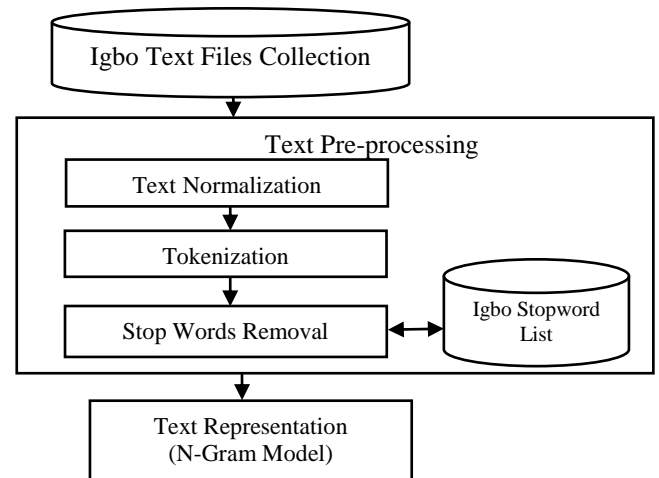 Igbo Text Files Collection
Text Pre-processing
Text Normalization
Tokenization
Stop Words Removal
Igbo Stopword
List
Text Representation
(N-Gram Model)